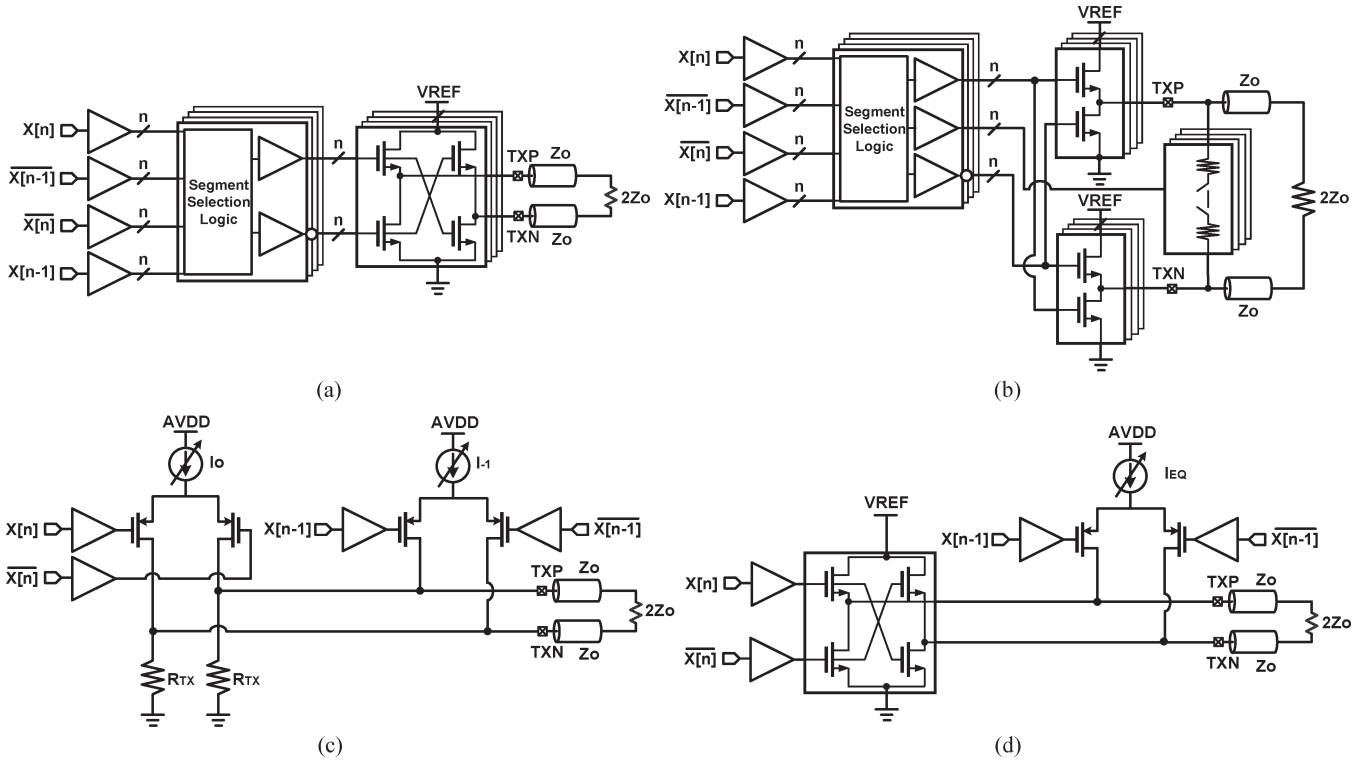 X[n]
n
X[n-1]
n
X[n]
n
X[n-1]
n
Segment
Selection
Logic
n
n
VREF
TXP
Zo
TXN
Zo
2Zo
(a)
X[n]
n
X[n-1]
n
X[n]
n
X[n-1]
n
Segment
Selection
Logic
n
n
n
VREF
TXP
Zo
VREF
TXN
Zo
2Zo
(b)
AVDD
Io
AVDD
I-1
X[n]
X[n]
X[n-1]
X[n-1]
TXP
Zo
TXN
Zo
2Zo
RTX
RTX
(c)
AVDD
IEQ
VREF
X[n-1]
X[n-1]
X[n]
X[n]
TXP
Zo
TXN
Zo
2Zo
(d)